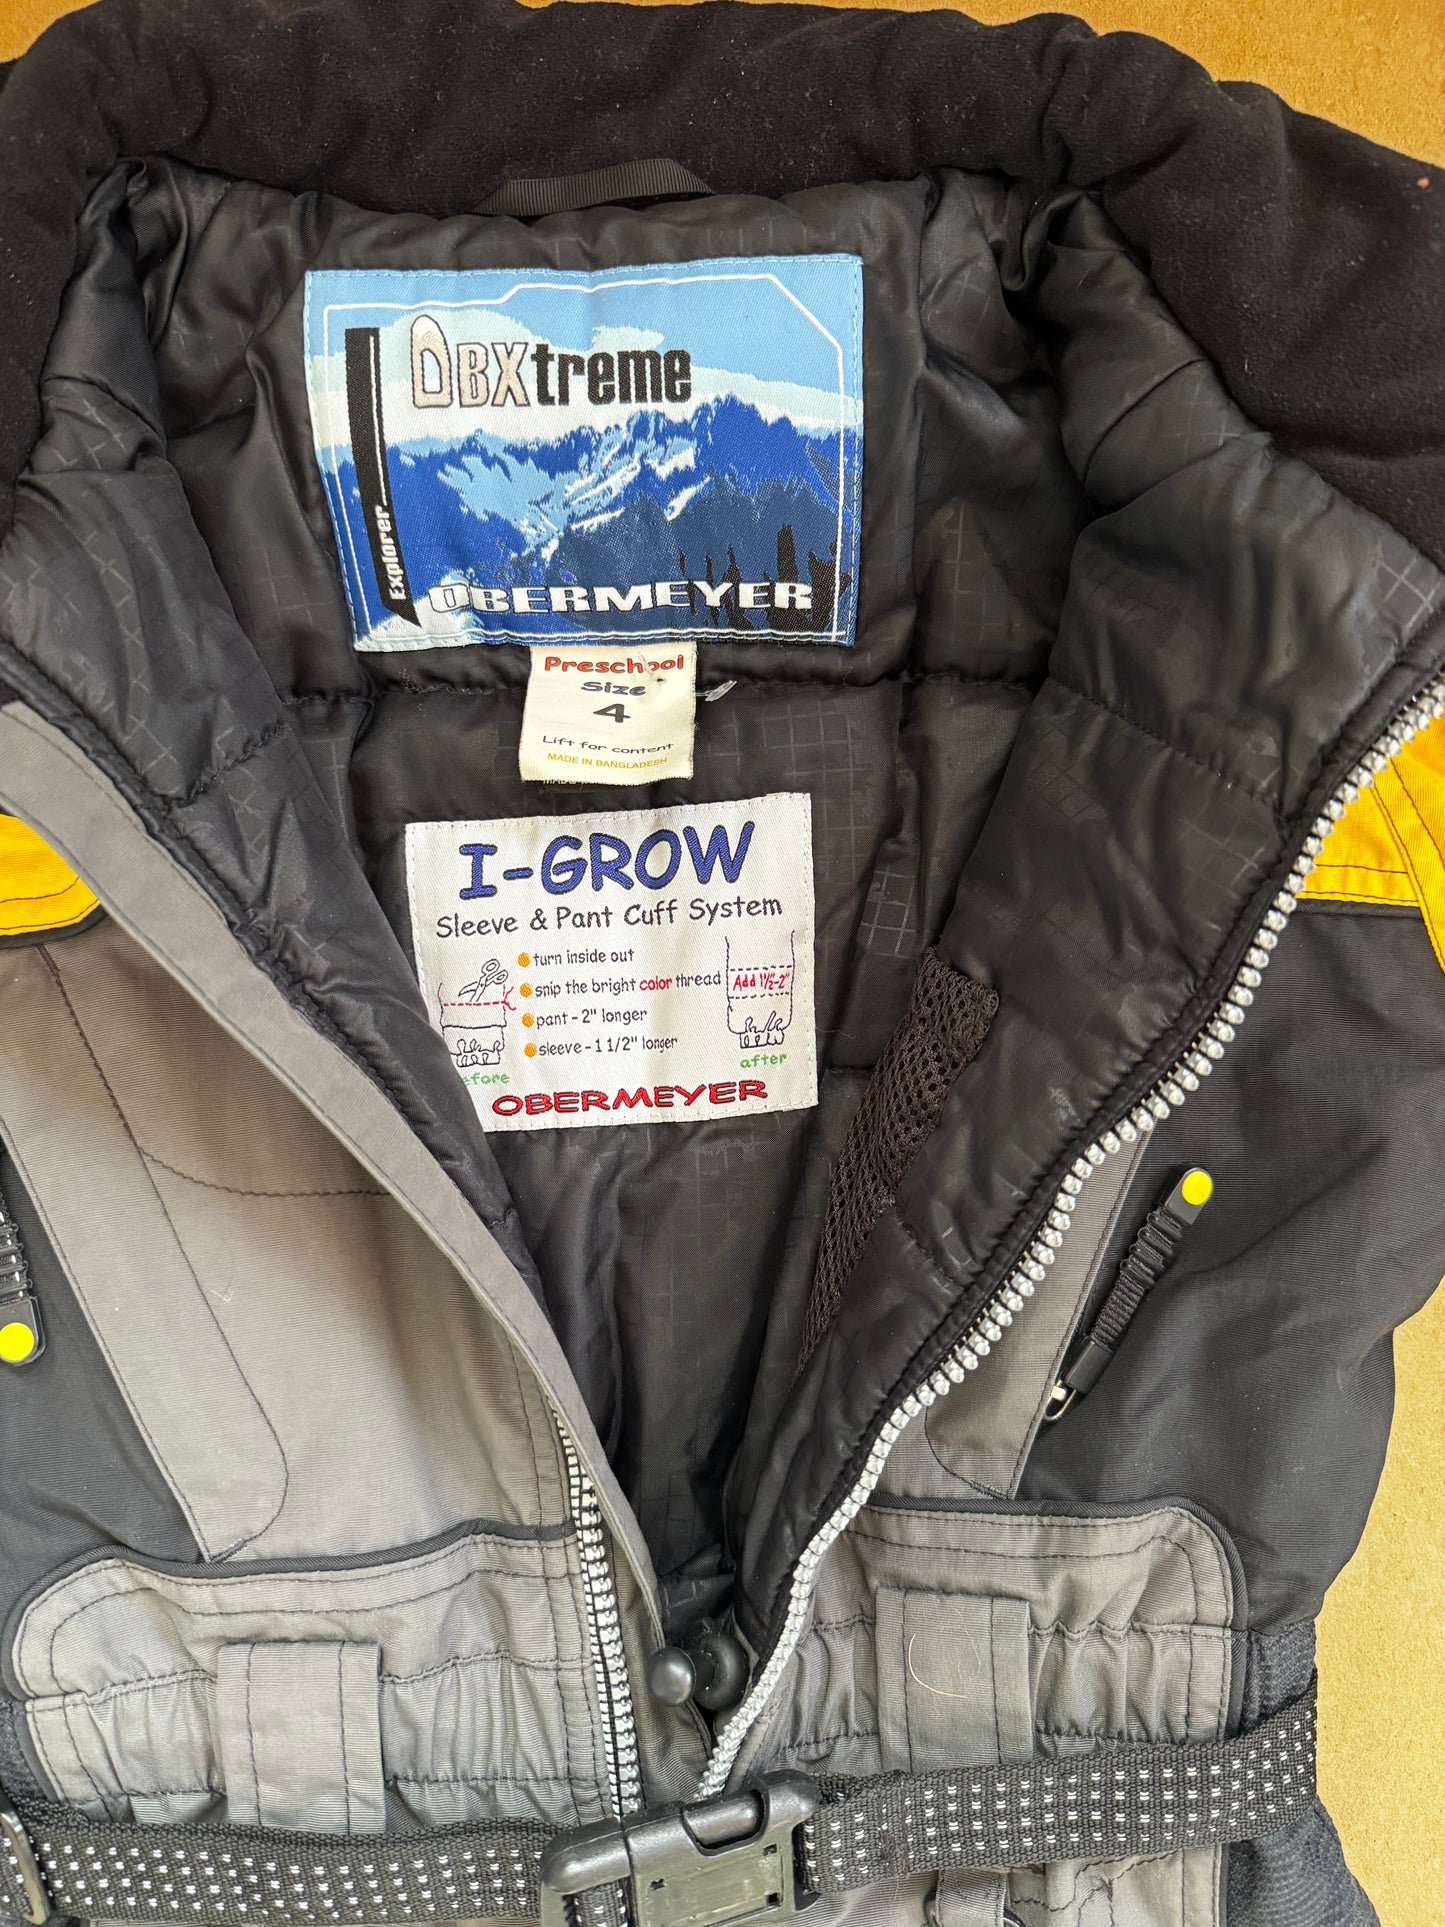 OBXtreme
Explorer
OBERMEYER
Preschool
Size
4
Lift for content
MADE IN BANGLADESH
I-GROW
Sleeve & Pant Cuff System
turn inside out
snip the bright color thread
pant - 2" longer
sleeve - 1 1/2" longer
Add 1½"-2"
after
OBERMEYER